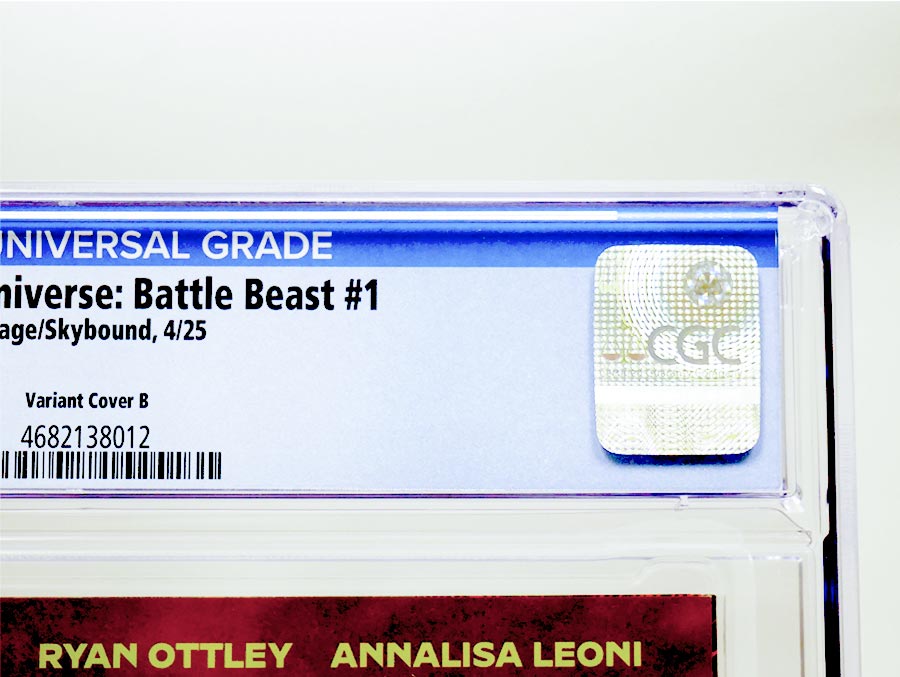 UNIVERSAL GRADE
niverse: Battle Beast #1
age/Skybound, 4/25
Variant Cover B
4682138012
CGC
RYAN OTTLEY ANNALISA LEONI